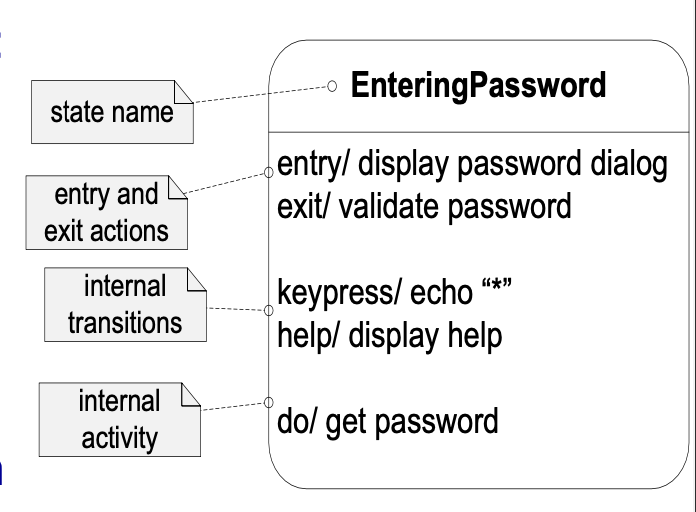 state name
EnteringPassword
entry and
exit actions
entry/ display password dialog
exit/ validate password
internal
transitions
keypress/ echo “*”
help/ display help
internal
activity
do/ get password